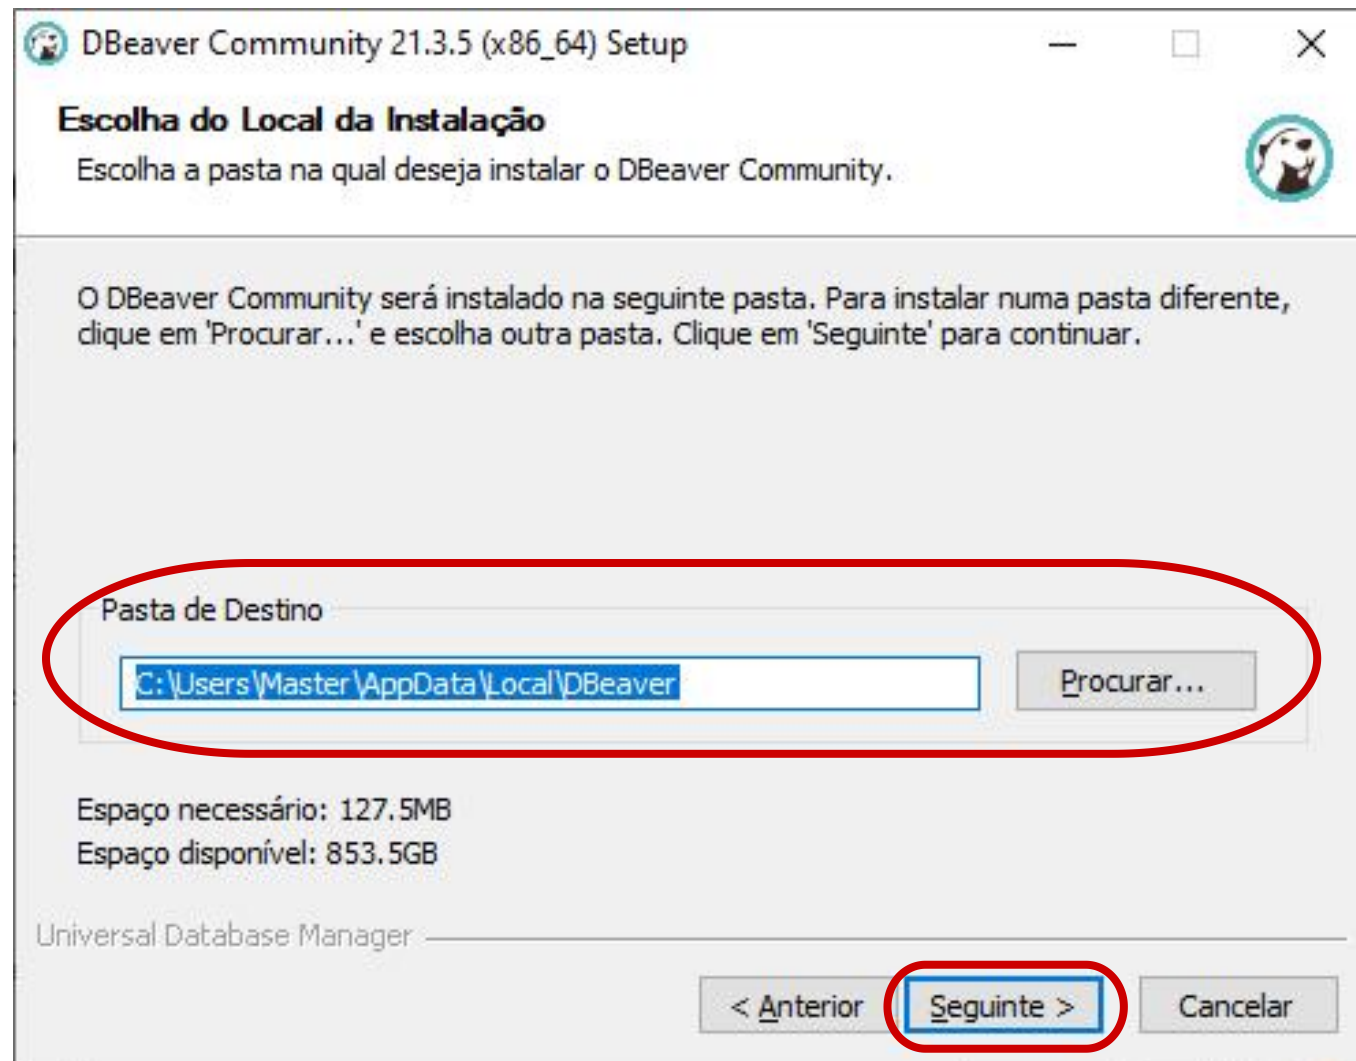 DBeaver Community 21.3.5 (x86_64) Setup
Escolha do Local da Instalação
Escolha a pasta na qual deseja instalar o DBeaver Community.
O DBeaver Community será instalado na seguinte pasta. Para instalar numa pasta diferente,
clique em 'Procurar...' e escolha outra pasta. Clique em 'Seguinte' para continuar.
Pasta de Destino
C:\Users\Master\AppData\Local\DBeaver
Procurar...
Espaço necessário: 127.5MB
Espaço disponível: 853.5GB
Universal Database Manager
< Anterior
Seguinte >
Cancelar